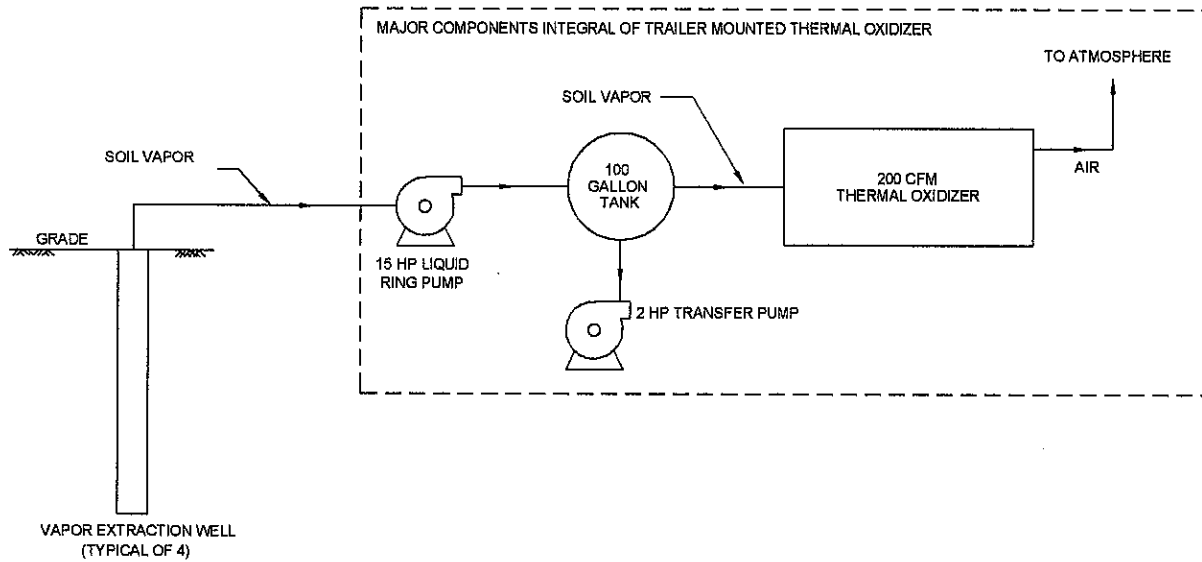 MAJOR COMPONENTS INTEGRAL OF TRAILER MOUNTED THERMAL OXIDIZER
TO ATMOSPHERE
SOIL VAPOR
SOIL VAPOR
100
GALLON
TANK
200 CFM
THERMAL OXIDIZER
AIR
GRADE
15 HP LIQUID
RING PUMP
2 HP TRANSFER PUMP
VAPOR EXTRACTION WELL
(TYPICAL OF 4)